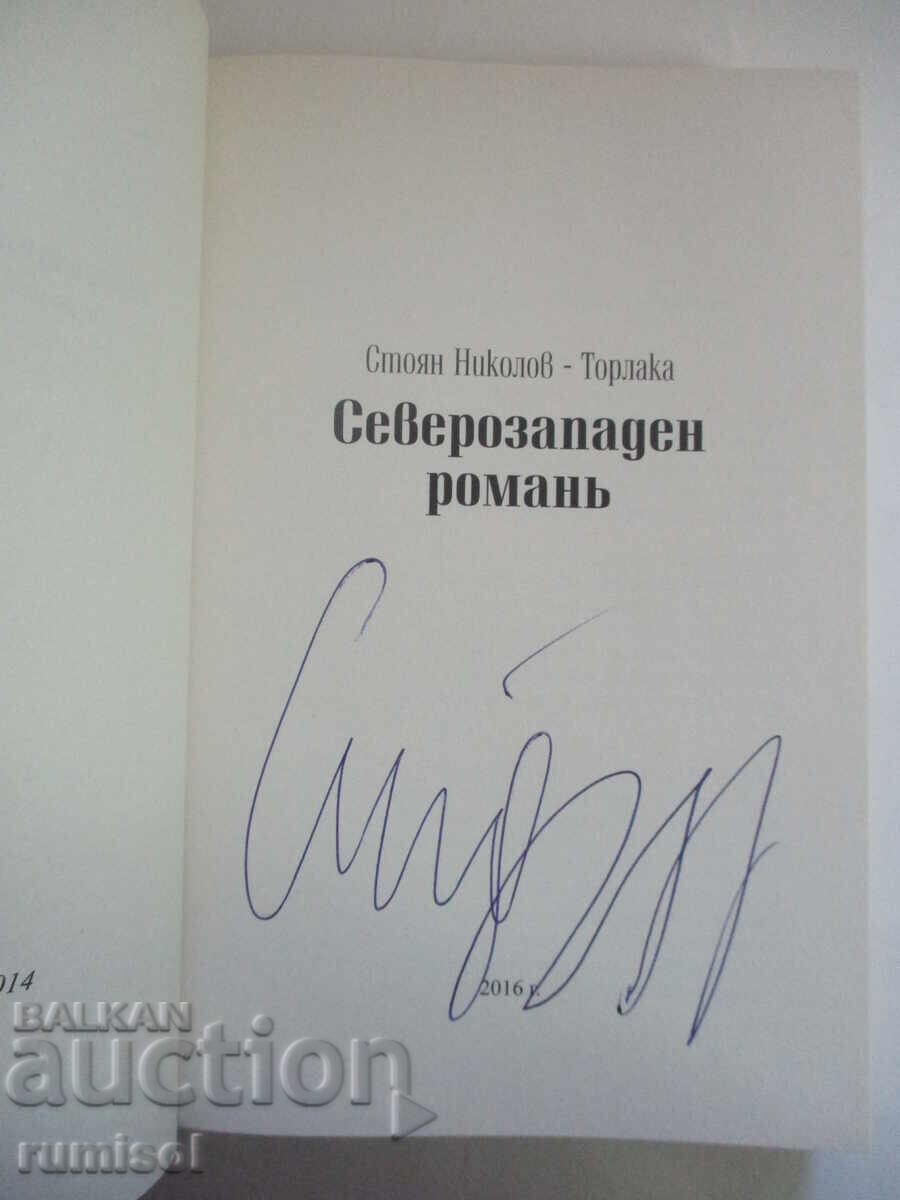 Стоян Николов - Торлака
Северозападен
романь
2016 г.
014
BALKAN
auction
rumisol